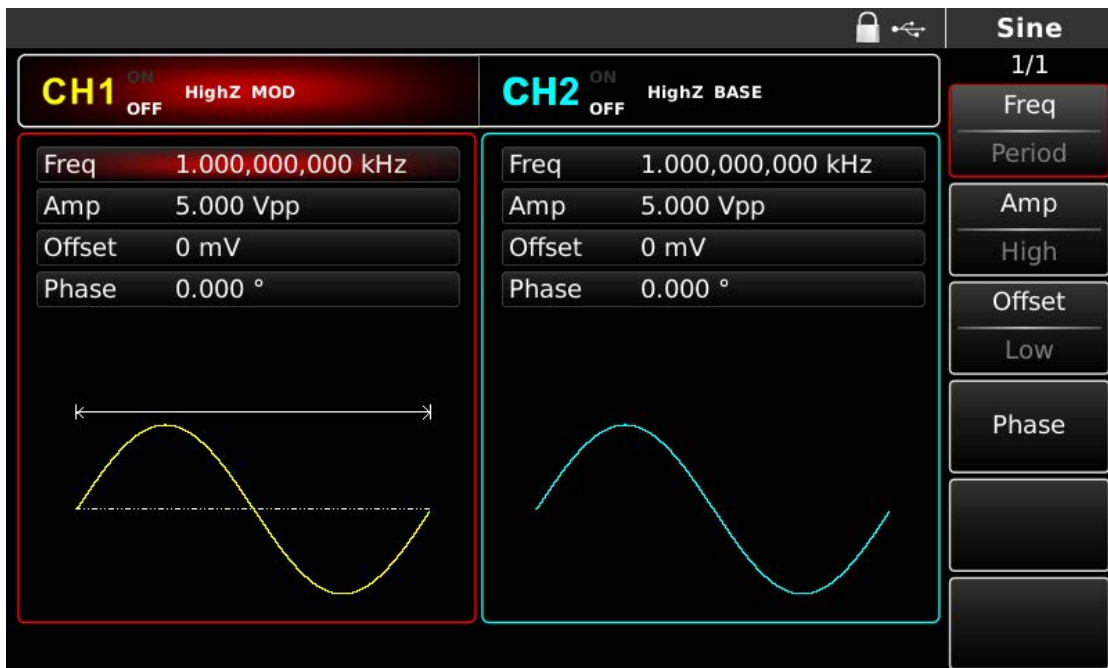 Sine
1/1
CH1 ON OFF HighZ MOD
CH2 ON OFF HighZ BASE
Freq 1.000,000,000 kHz
Amp 5.000 Vpp
Offset 0 mV
Phase 0.000 °
Freq 1.000,000,000 kHz
Amp 5.000 Vpp
Offset 0 mV
Phase 0.000 °
Freq
Period
Amp
High
Offset
Low
Phase